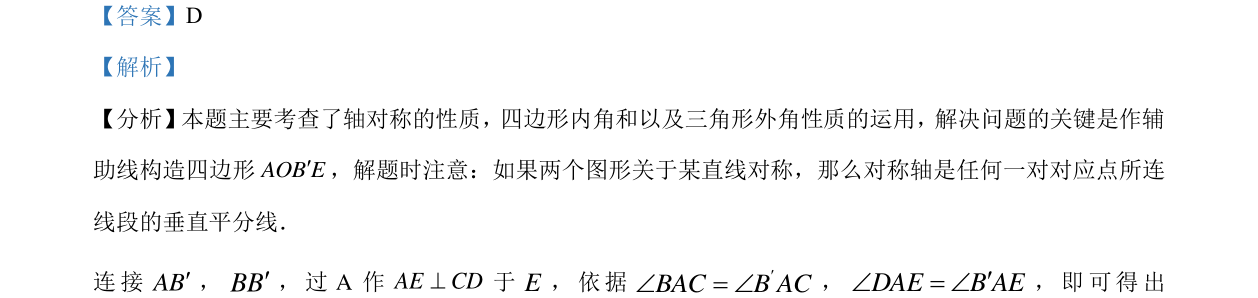 【答案】D
【解析】
【分析】本题主要考查了轴对称的性质，四边形内角和以及三角形外角性质的运用，解决问题的关键是作辅
助线构造四边形 AOB′E，解题时注意：如果两个图形关于某直线对称，那么对称轴是任何一对对应点所连
线段的垂直平分线．
连接 AB′，BB′，过 A 作 AE⊥CD 于 E，依据 ∠BAC=∠B′AC，∠DAE=∠B′AE，即可得出